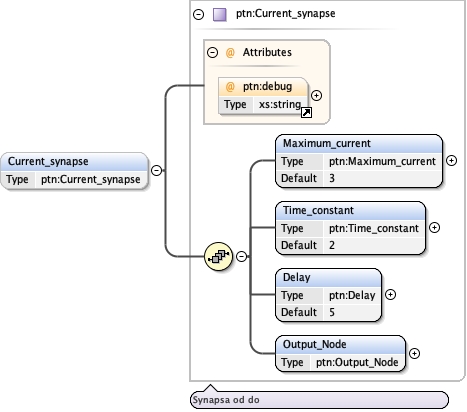 ptn:Current_synapse
@ Attributes
@ ptn:debug
Type xs:string
Current_synapse
Type ptn:Current_synapse
Maximum_current
Type ptn:Maximum_current
Default 3
Time_constant
Type ptn:Time_constant
Default 2
Delay
Type ptn:Delay
Default 5
Output_Node
Type ptn:Output_Node
Synapsa od do